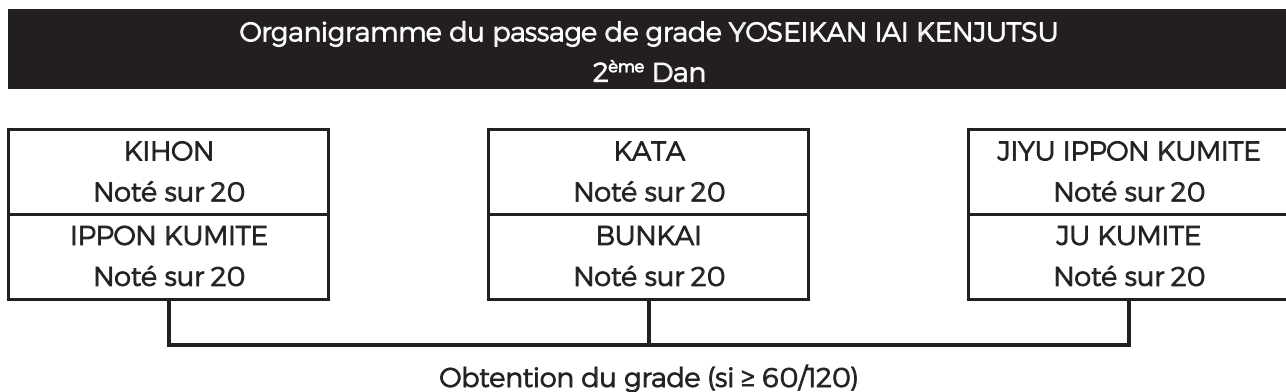 Organigramme du passage de grade YOSEIKAN IAI KENJUTSU
2ème Dan
KIHON
Noté sur 20
IPPON KUMITE
Noté sur 20
KATA
Noté sur 20
BUNKAI
Noté sur 20
JIYU IPPON KUMITE
Noté sur 20
JU KUMITE
Noté sur 20
Obtention du grade (si ≥ 60/120)